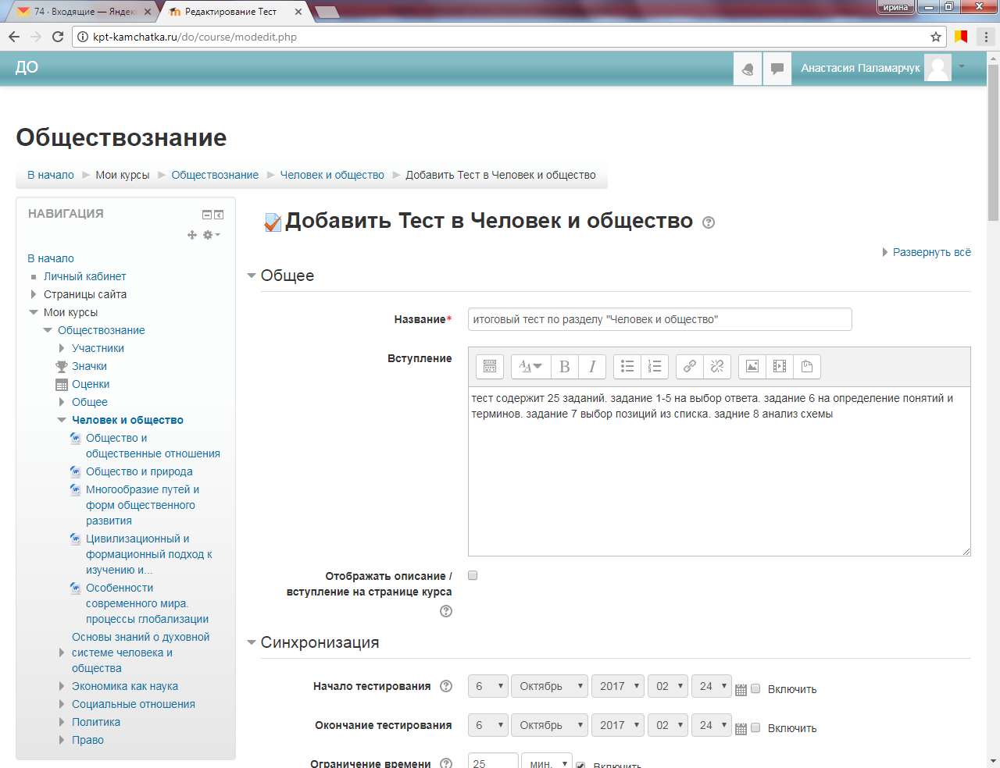 74 · Входящие — Яндекс
Редактирование Тест
ирина
kpt-kamchatka.ru/do/course/modedit.php
ДО
Анастасия Паламарчук
Обществознание
В начало Мои курсы Обществознание Человек и общество Добавить Тест в Человек и общество
НАВИГАЦИЯ
В начало
Личный кабинет
Страницы сайта
Мои курсы
Обществознание
Участники
Значки
Оценки
Общее
Человек и общество
Общество и
общественные отношения
Общество и природа
Многообразие путей и
форм общественного
развития
Цивилизационный и
формационный подход к
изучению и...
Особенности
современного мира.
процессы глобализации
Основы знаний о духовной
системе человека и
общества
Экономика как наука
Социальные отношения
Политика
Право
Добавить Тест в Человек и общество
Развернуть всё
Общее
Название* итоговый тест по разделу "Человек и общество"
Вступление
тест содержит 25 заданий. задание 1-5 на выбор ответа. задание 6 на определение понятий и
терминов. задание 7 выбор позиций из списка. задние 8 анализ схемы
Отображать описание /
вступление на странице курса
Синхронизация
Начало тестирования 6 Октябрь 2017 02 24 Включить
Окончание тестирования 6 Октябрь 2017 02 24 Включить
Ограничение времени 25 мин. Включить